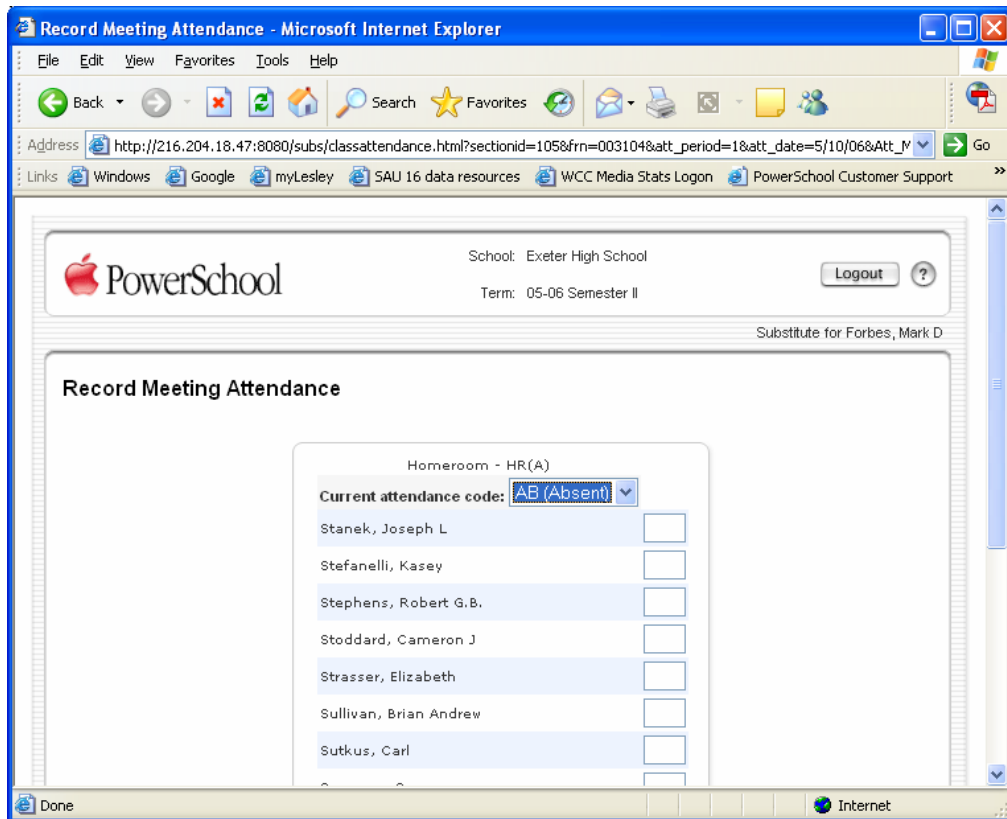 Record Meeting Attendance - Microsoft Internet Explorer
File Edit View Favorites Tools Help
Back Search Favorites
Address http://216.204.18.47:8080/subs/classattendance.html?sectionid=105&frn=003104&att_period=1&att_date=5/10/06&Att_M Go
Links Windows Google myLesley SAU 16 data resources WCC Media Stats Logon PowerSchool Customer Support »
PowerSchool
School: Exeter High School
Logout ?
Term: 05-06 Semester II
Substitute for Forbes, Mark D
Record Meeting Attendance
Homeroom - HR(A)
Current attendance code: AB (Absent)
Stanek, Joseph L
Stefanelli, Kasey
Stephens, Robert G.B.
Stoddard, Cameron J
Strasser, Elizabeth
Sullivan, Brian Andrew
Sutkus, Carl
Done Internet